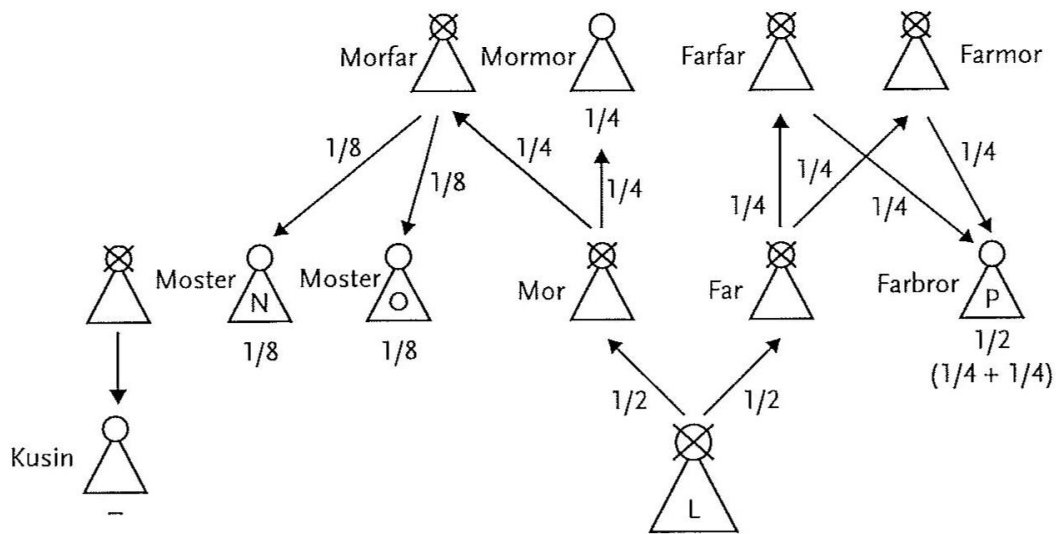 Morfar
Mormor
Farfar
Farmor
1/4
1/8
1/8
1/4
1/4
1/4
1/4
1/4
1/4
Moster
N
1/8
Moster
O
1/8
Mor
Far
Farbror
P
1/2
(1/4 + 1/4)
1/2
1/2
Kusin
–
L